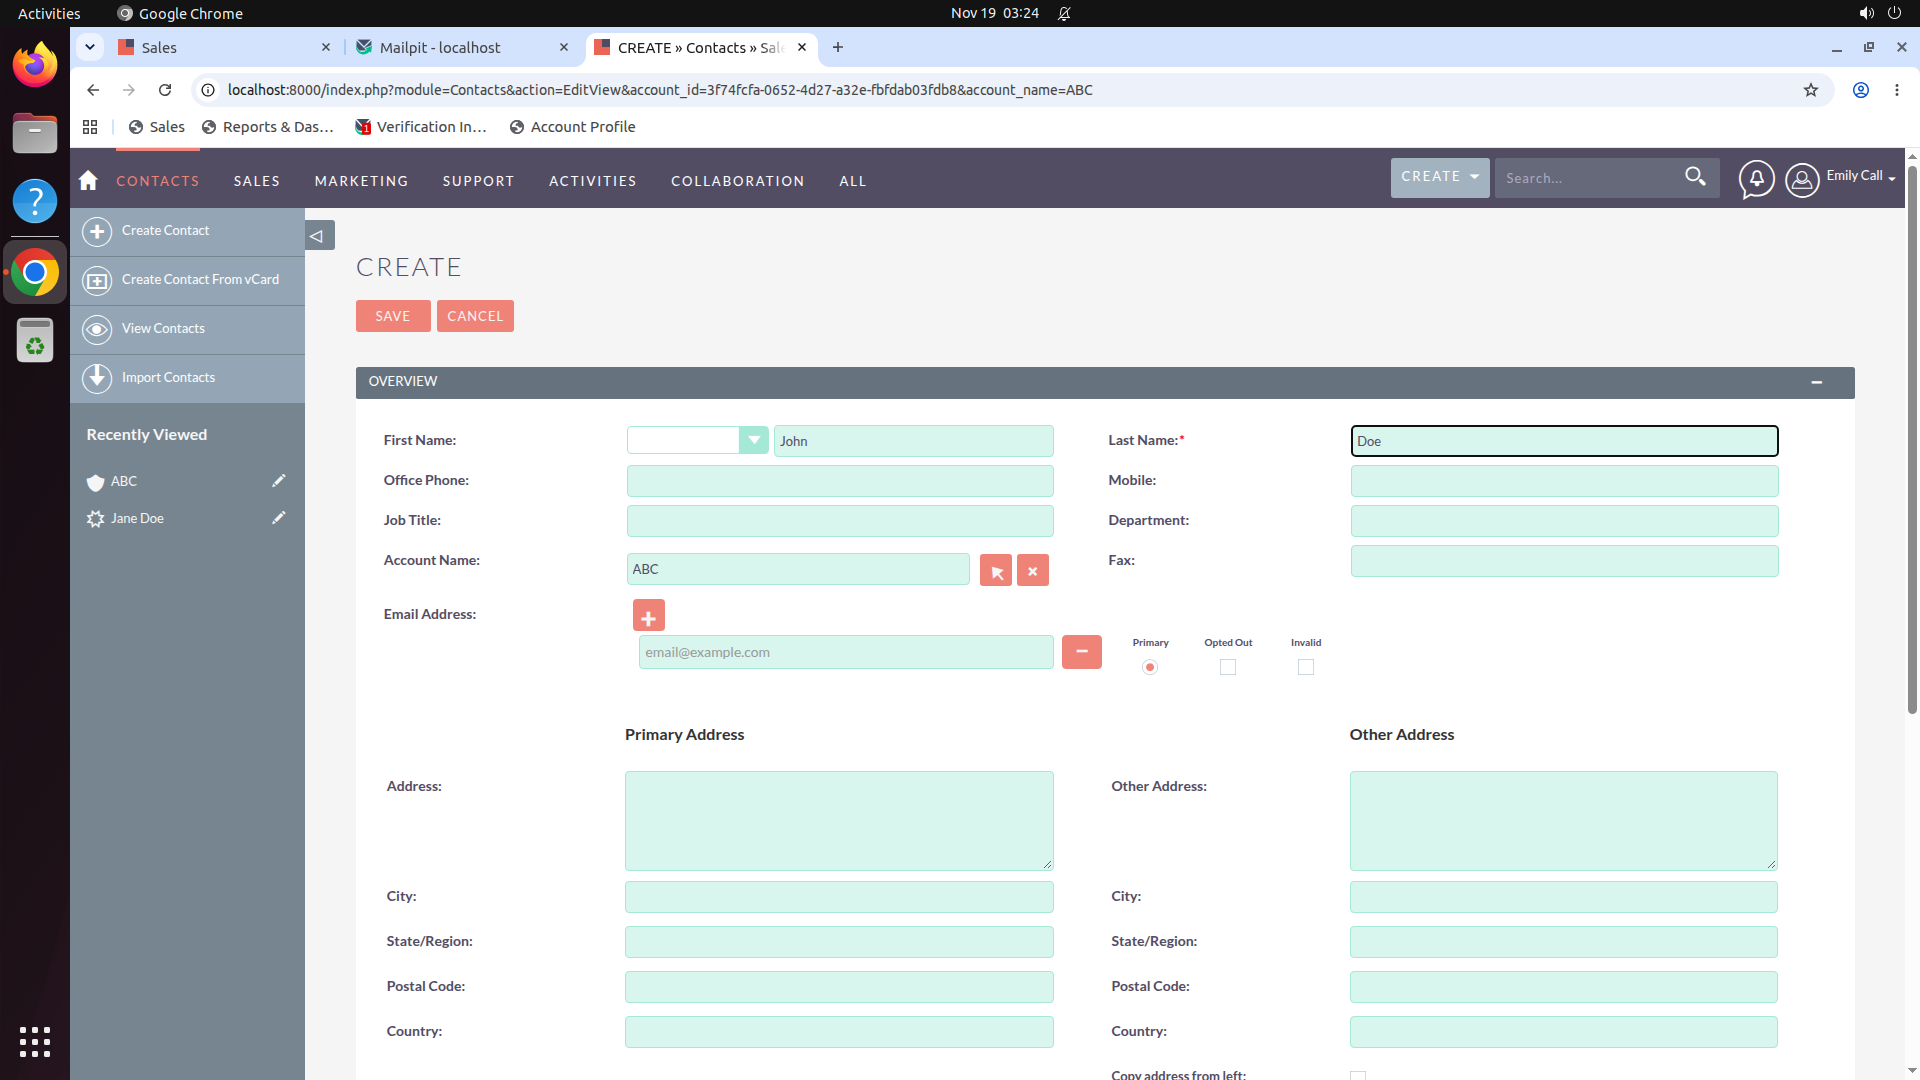 Activities
Google Chrome
Nov 19 03:24
Sales
Mailpit - localhost
CREATE » Contacts » Sal
localhost:8000/index.php?module=Contacts&action=EditView&account_id=3f74fcfa-0652-4d27-a32e-fbfdab03fdb8&account_name=ABC
Sales
Reports & Das...
1
Verification In...
Account Profile
CONTACTS
SALES
MARKETING
SUPPORT
ACTIVITIES
COLLABORATION
ALL
CREATE
Search...
Emily Call
Create Contact
Create Contact From vCard
View Contacts
Import Contacts
Recently Viewed
ABC
Jane Doe
CREATE
SAVE
CANCEL
OVERVIEW
First Name:
John
Last Name:*
Doe
Office Phone:
Mobile:
Job Title:
Department:
Account Name:
ABC
Fax:
Email Address:
email@example.com
Primary
Opted Out
Invalid
Primary Address
Other Address
Address:
Other Address:
City:
City:
State/Region:
State/Region:
Postal Code:
Postal Code:
Country:
Country:
Copy address from left: